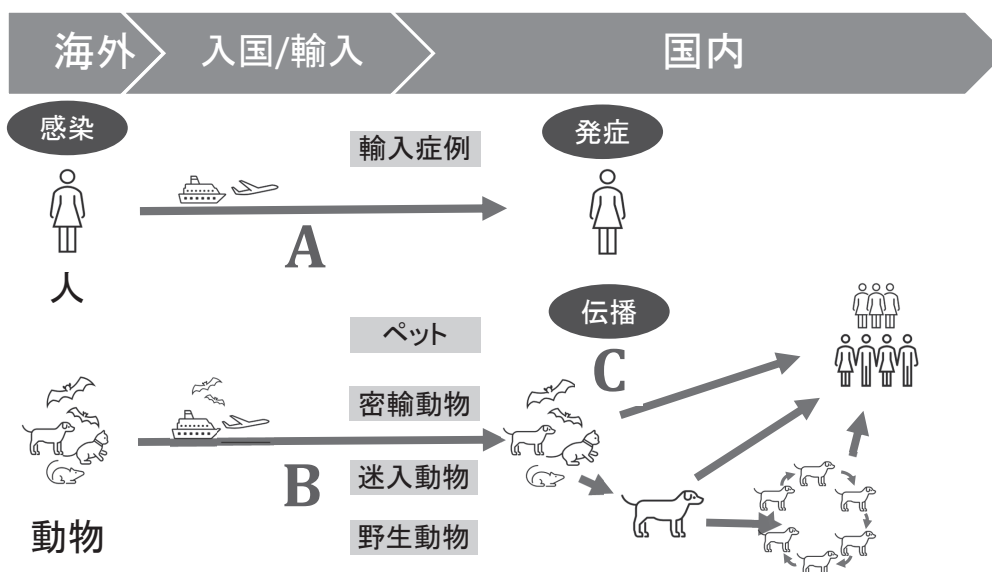 海外
入国/輸入
国内
感染
輸入症例
発症
A
人
伝播
ペット
C
密輸動物
B
迷入動物
動物
野生動物